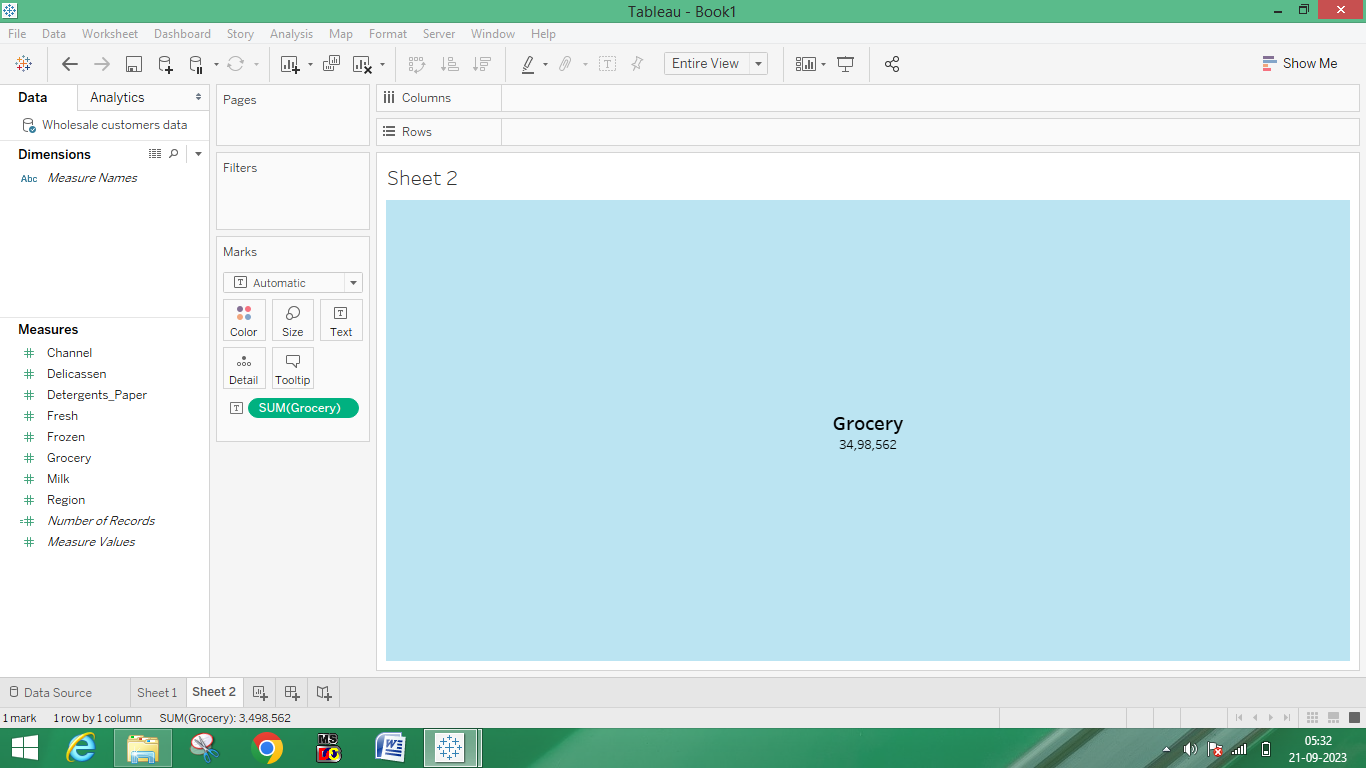 Tableau - Book1
File Data Worksheet Dashboard Story Analysis Map Format Server Window Help
Entire View
Show Me
Data Analytics
Wholesale customers data
Dimensions
Abc Measure Names
Measures
Channel
Delicassen
Detergents_Paper
Fresh
Frozen
Grocery
Milk
Region
Number of Records
Measure Values
Pages
Filters
Marks
Automatic
Color Size Text
Detail Tooltip
SUM(Grocery)
Columns
Rows
Sheet 2
Grocery
34,98,562
Data Source Sheet 1 Sheet 2
1 mark 1 row by 1 column SUM(Grocery): 3,498,562
MS
05:32
21-09-2023